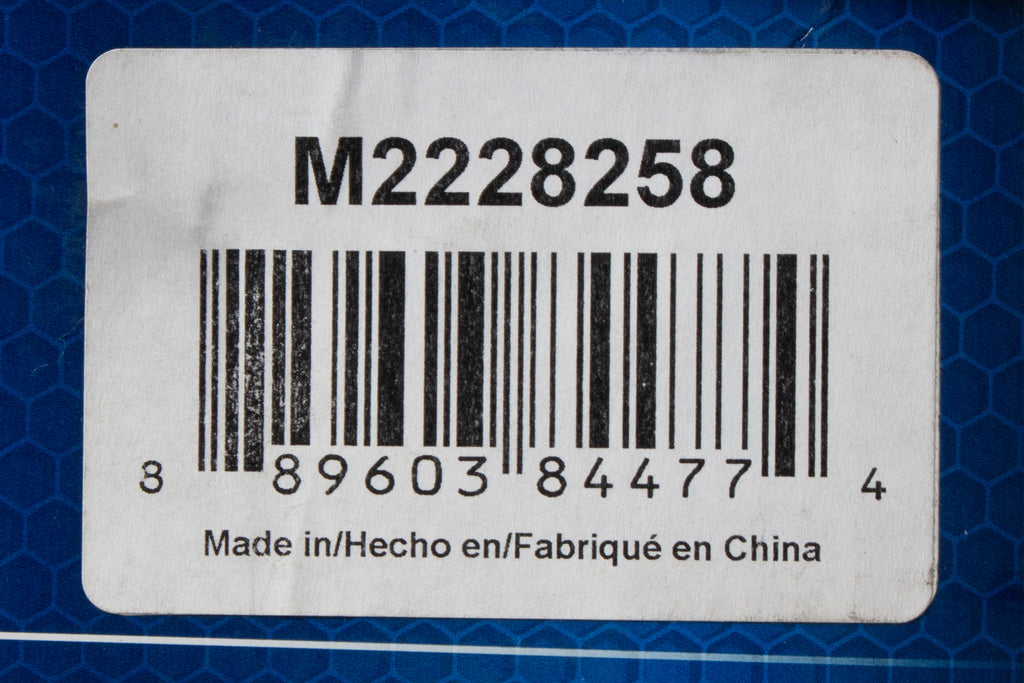 M2228258
8 89603 84477 4
Made in/Hecho en/Fabriqué en China